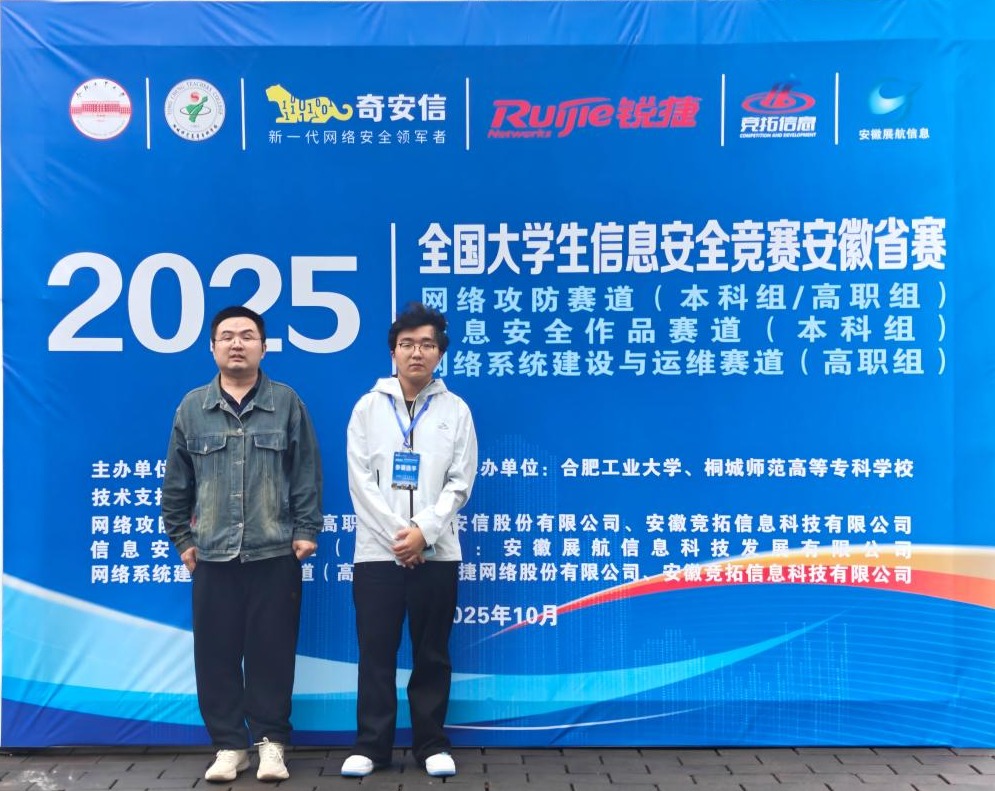 奇安信
新一代网络安全领军者
Ruijie锐捷
Networks
竞拓信息
COMPETITION AND DEVELOPMENT
安徽展航信息
2025
全国大学生信息安全竞赛安徽省赛
网络攻防赛道（本科组/高职组）
息安全作品赛道（本科组）
网络系统建设与运维赛道（高职组）
主办单位 办单位：合肥工业大学、桐城师范高等专科学校
技术支
网络攻防 高职 安信股份有限公司、安徽竞拓信息科技有限公司
信息安 （ ：安徽展航信息科技发展有限公司
网络系统建 道（高 捷网络股份有限公司、安徽竞拓信息科技有限公司
025年10月
参赛选手